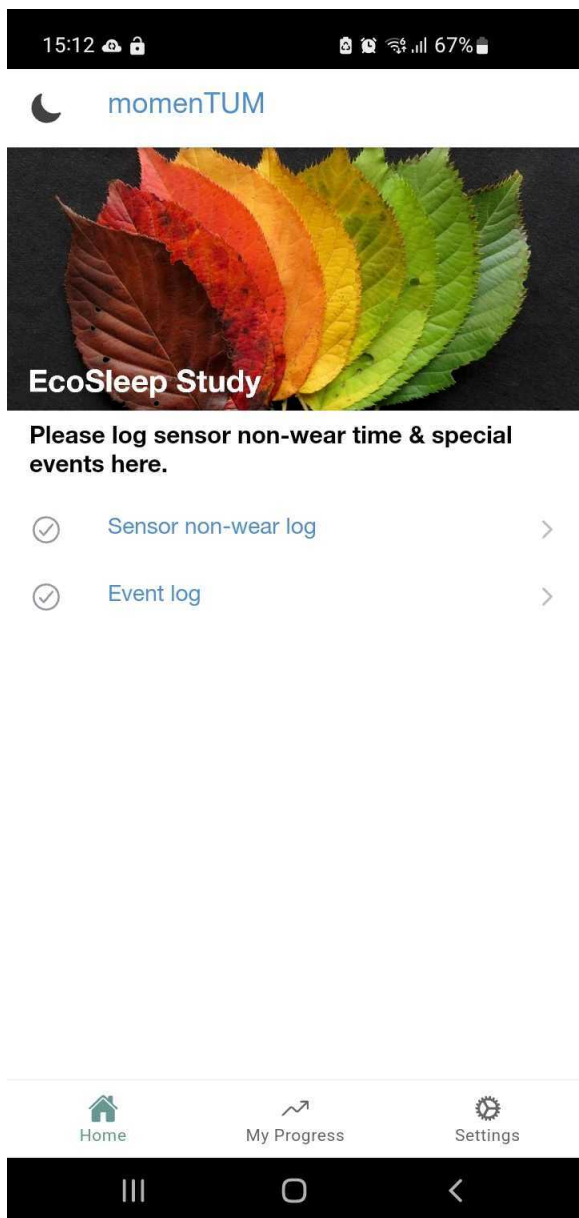 15:12
67%
momenTUM
EcoSleep Study
Please log sensor non-wear time & special
events here.
Sensor non-wear log
Event log
Home
My Progress
Settings